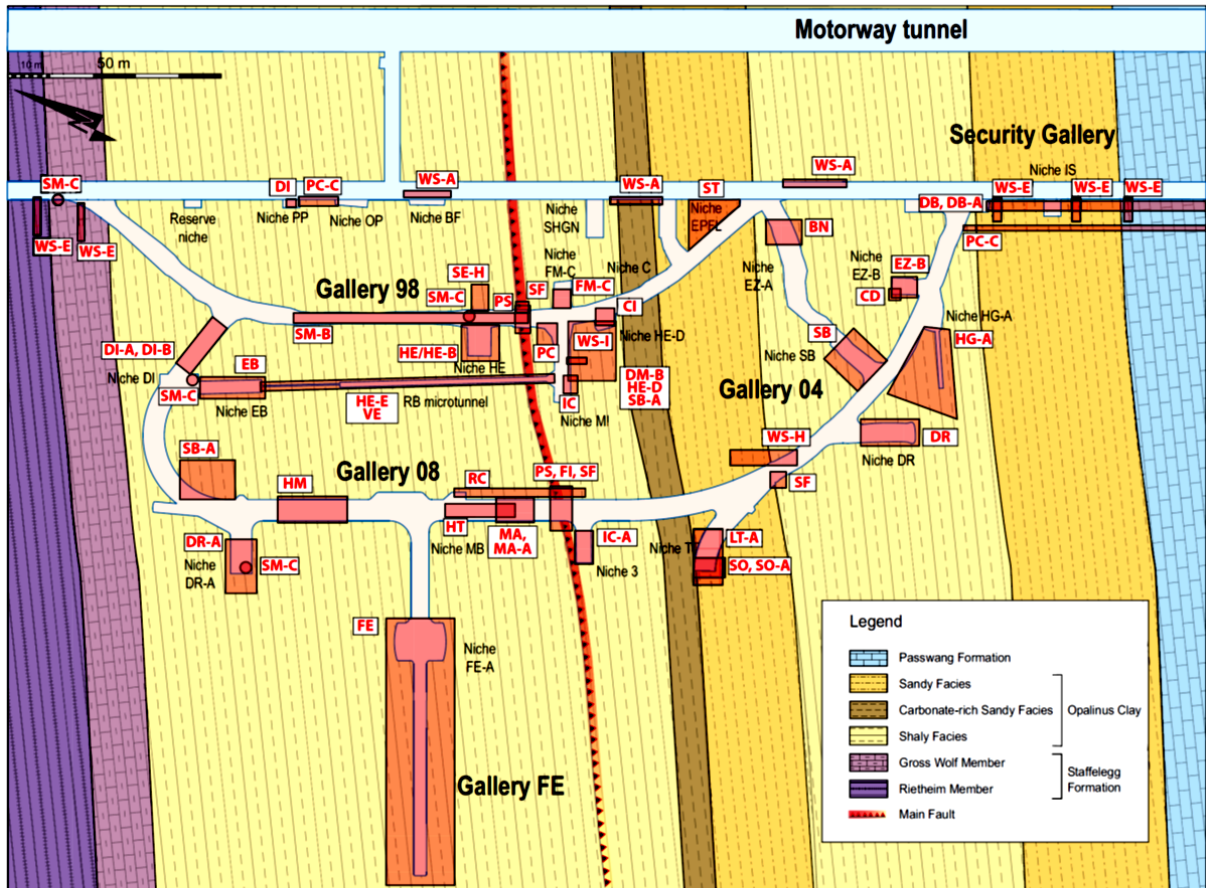 Motorway tunnel
10 m
50 m
Security Gallery
SM-C
DI
PC-C
WS-A
WS-A
ST
WS-A
Niche IS
WS-E
WS-E
WS-E
DB, DB-A
WS-E
WS-E
Reserve
niche
Niche PP
Niche OP
Niche BF
Niche
SHGN
Niche
EPFL
BN
PC-C
Niche
FM-C
Niche C
Niche
EZ-A
Niche
EZ-B
EZ-B
CD
Gallery 98
SE-H
SM-C
PS
SF
FM-C
CI
SM-B
HE/HE-B
Niche HE
PC
WS-I
Niche HE-D
SB
Niche SB
Niche HG-A
HG-A
DI-A, DI-B
Niche DI
SM-C
EB
Niche EB
HE-E
VE
RB microtunnel
IC
Niche MI
DM-B
HE-D
SB-A
Gallery 04
SB-A
HM
Gallery 08
RC
PS, FI, SF
WS-H
SF
DR
Niche DR
HT
Niche MB
MA,
MA-A
IC-A
Niche 3
Niche T
LT-A
SO, SO-A
DR-A
Niche
DR-A
SM-C
FE
Niche
FE-A
Gallery FE
Legend
Passwang Formation
Sandy Facies
Carbonate-rich Sandy Facies
Opalinus Clay
Shaly Facies
Gross Wolf Member
Staffelegg
Formation
Rietheim Member
Main Fault